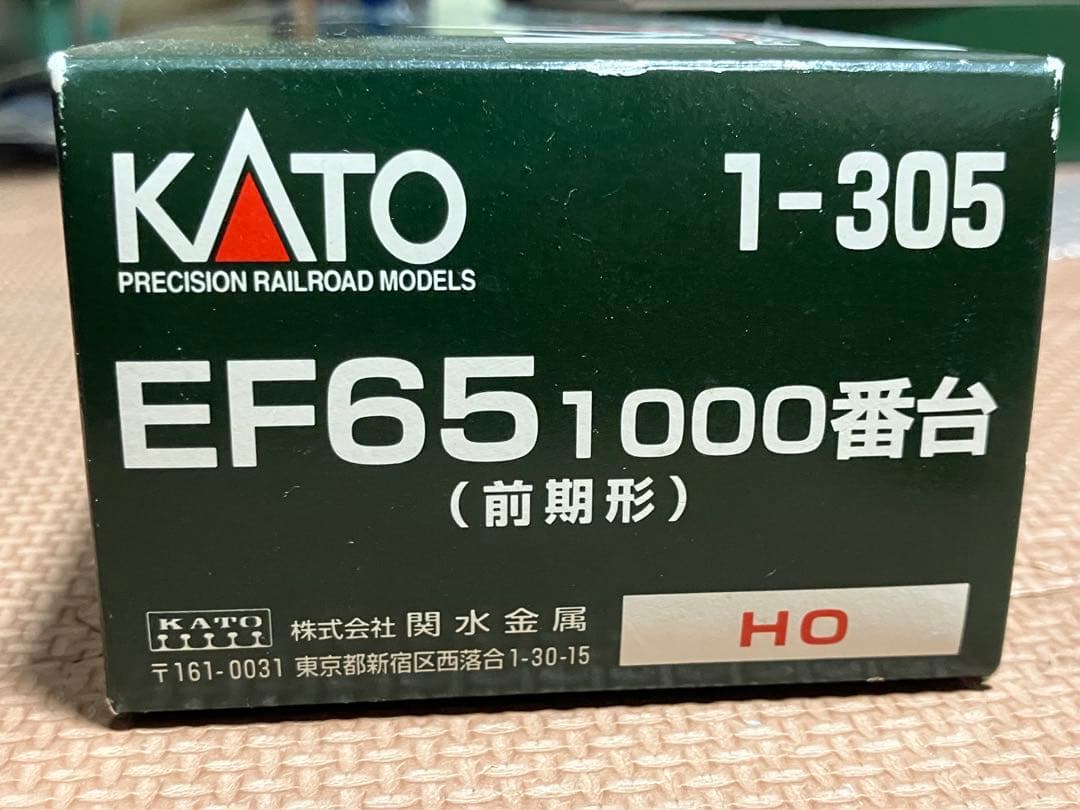 KATO 1-305
PRECISION RAILROAD MODELS
EF65 1000番台
(前期形)
KATO 株式会社 関水金属
〒161-0031 東京都新宿区西落合1-30-15
HO